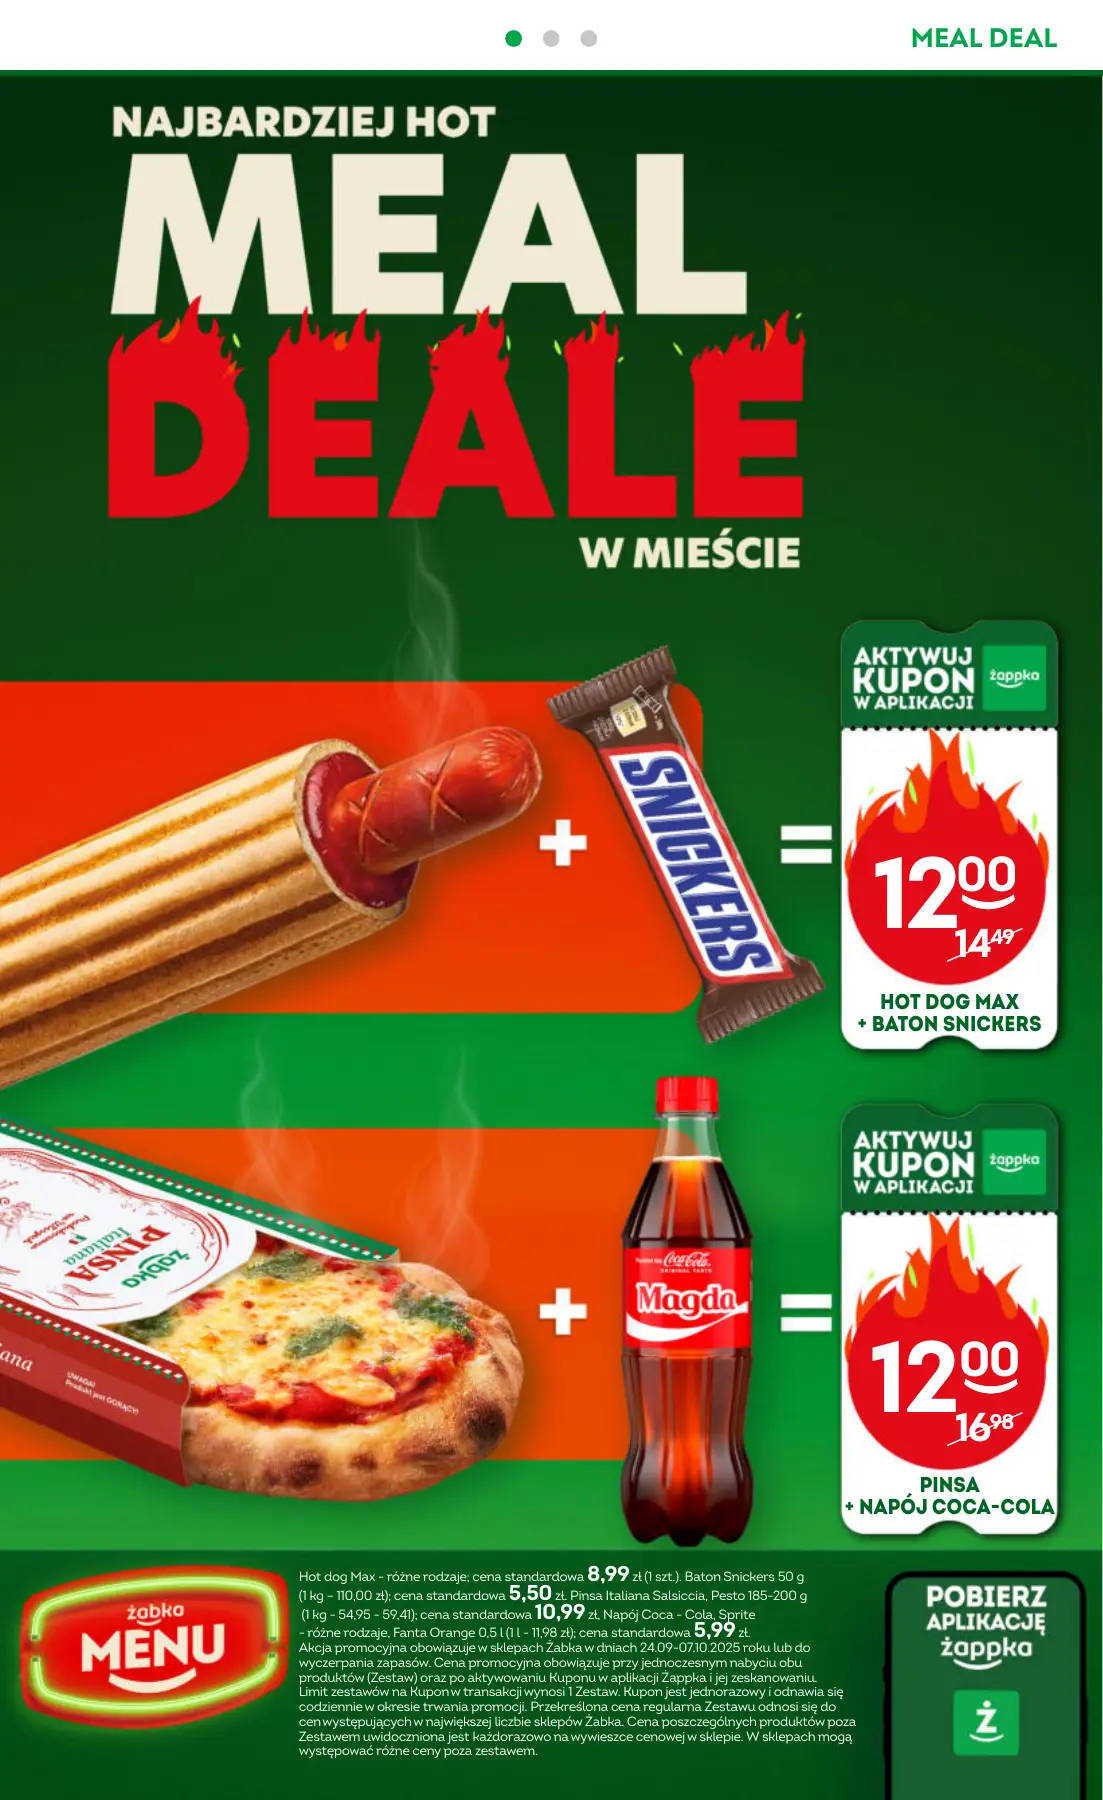 MEAL DEAL
NAJBARDZIEJ HOT
MEAL
DEALE
W MIEŚCIE
AKTYWUJ
KUPON
W APLIKACJI
żappka
SNICKERS
12 00
14 49
HOT DOG MAX
+ BATON SNICKERS
AKTYWUJ
KUPON
W APLIKACJI
żappka
żabka
PINSA
Italiana
UWAGA!
Produkt jest GORĄCY!
Coca-Cola
ORIGINAL TASTE
Magda
12 00
16 98
PINSA
+ NAPÓJ COCA-COLA
żabka
MENU
Hot dog Max - różne rodzaje; cena standardowa 8,99 zł (1 szt.). Baton Snickers 50 g
(1 kg – 110,00 zł); cena standardowa 5,50 zł. Pinsa Italiana Salsiccia, Pesto 185-200 g
(1 kg - 54,95 - 59,41); cena standardowa 10,99 zł, Napój Coca - Cola, Sprite
- różne rodzaje, Fanta Orange 0,5 l (1 l - 11,98 zł); cena standardowa 5,99 zł.
Akcja promocyjna obowiązuje w sklepach Żabka w dniach 24.09-07.10.2025 roku lub do
wyczerpania zapasów. Cena promocyjna obowiązuje przy jednoczesnym nabyciu obu
produktów (Zestaw) oraz po aktywowaniu Kuponu w aplikacji Żappka i jej zeskanowaniu.
Limit zestawów na Kupon w transakcji wynosi 1 Zestaw. Kupon jest jednorazowy i odnawia się
codziennie w okresie trwania promocji. Przekreślona cena regularna Zestawu odnosi się do
cen występujących w największej liczbie sklepów Żabka. Cena poszczególnych produktów poza
Zestawem uwidoczniona jest każdorazowo na wywieszce cenowej w sklepie. W sklepach mogą
występować różne ceny poza zestawem.
POBIERZ
APLIKACJĘ
żappka
Ż